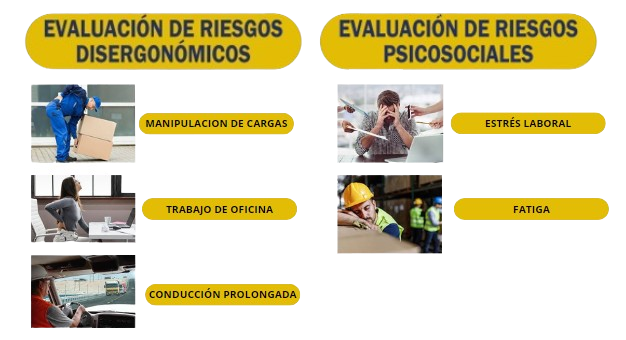 EVALUACIÓN DE RIESGOS
DISERGONÓMICOS
MANIPULACION DE CARGAS
TRABAJO DE OFICINA
CONDUCCIÓN PROLONGADA
EVALUACIÓN DE RIESGOS
PSICOSOCIALES
ESTRÉS LABORAL
FATIGA